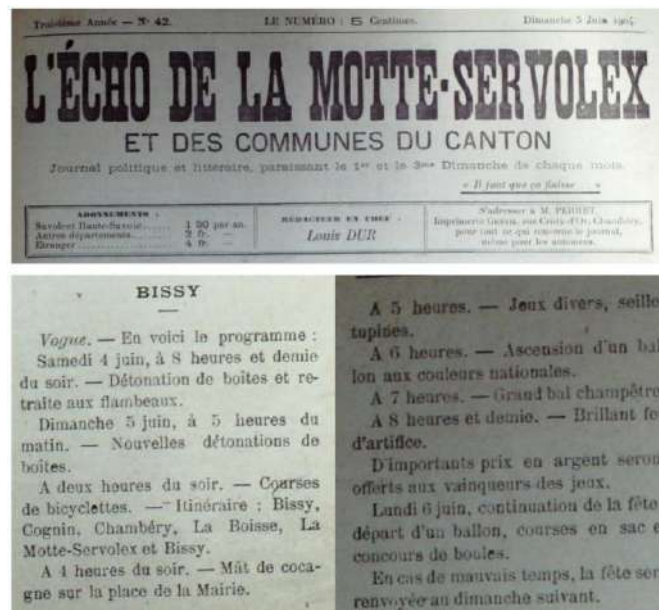 Troisième Année — N° 42.
LE NUMÉRO : 5 Centimes.
Dimanche 5 Juin
L'ÉCHO DE LA MOTTE-SERVOLEX
ET DES COMMUNES DU CANTON
Journal politique et littéraire, paraissant le 1er et le 3me Dimanche de chaque mois.
« Il faut que ça finisse . . . »
ABONNEMENTS :
Savoie et Haute-Savoie...... 1 50 par an.
Autres départements.... 2 fr. —
Etranger 4 fr. —
RÉDACTEUR EN CHEF :
Louis DUR
S'adresser à M. PERRET,
Imprimerie rue Croix-d'Or, Chambéry,
pour tout ce qui concerne le journal,
même pour les annonces.
BISSY
Vogue. — En voici le programme :
Samedi 4 juin, à 8 heures et demie
du soir. — Détonation de boîtes et re-
traite aux flambeaux.
Dimanche 5 juin, à 5 heures du
matin. — Nouvelles détonations de
boîtes.
A deux heures du soir. — Courses
de bicyclettes. — Itinéraire : Bissy,
Cognin, Chambéry, La Boisse, La
Motte-Servolex et Bissy.
A 4 heures du soir. — Mât de coca-
gne sur la place de la Mairie.
A 5 heures. — Jeux divers, seille
tupines.
A 6 heures. — Ascension d'un bal
lon aux couleurs nationales.
A 7 heures. — Grand bal champêtre
A 8 heures et demie. — Brillant fe
d'artifice.
D'importants prix en argent seron
offerts aux vainqueurs des jeux.
Lundi 6 juin, continuation de la fête
départ d'un ballon, courses en sac e
concours de boules.
En cas de mauvais temps, la fête ser
renvoyée au dimanche suivant.